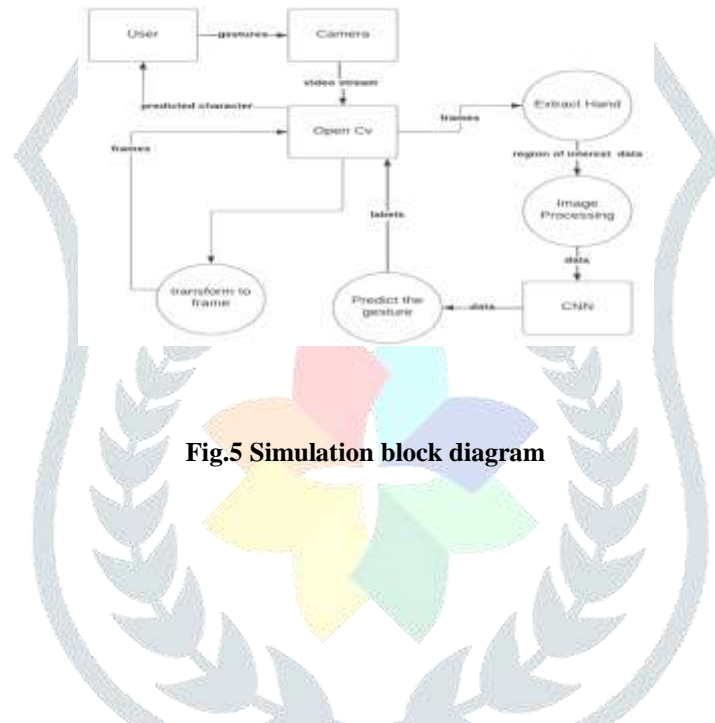 User
gestures
Camera
video stream
predicted character
Open Cv
frames
Extract Hand
frames
region of interest data
Image
Processing
labels
data
transform to
frame
Predict the
gesture
data
CNN
Fig.5 Simulation block diagram